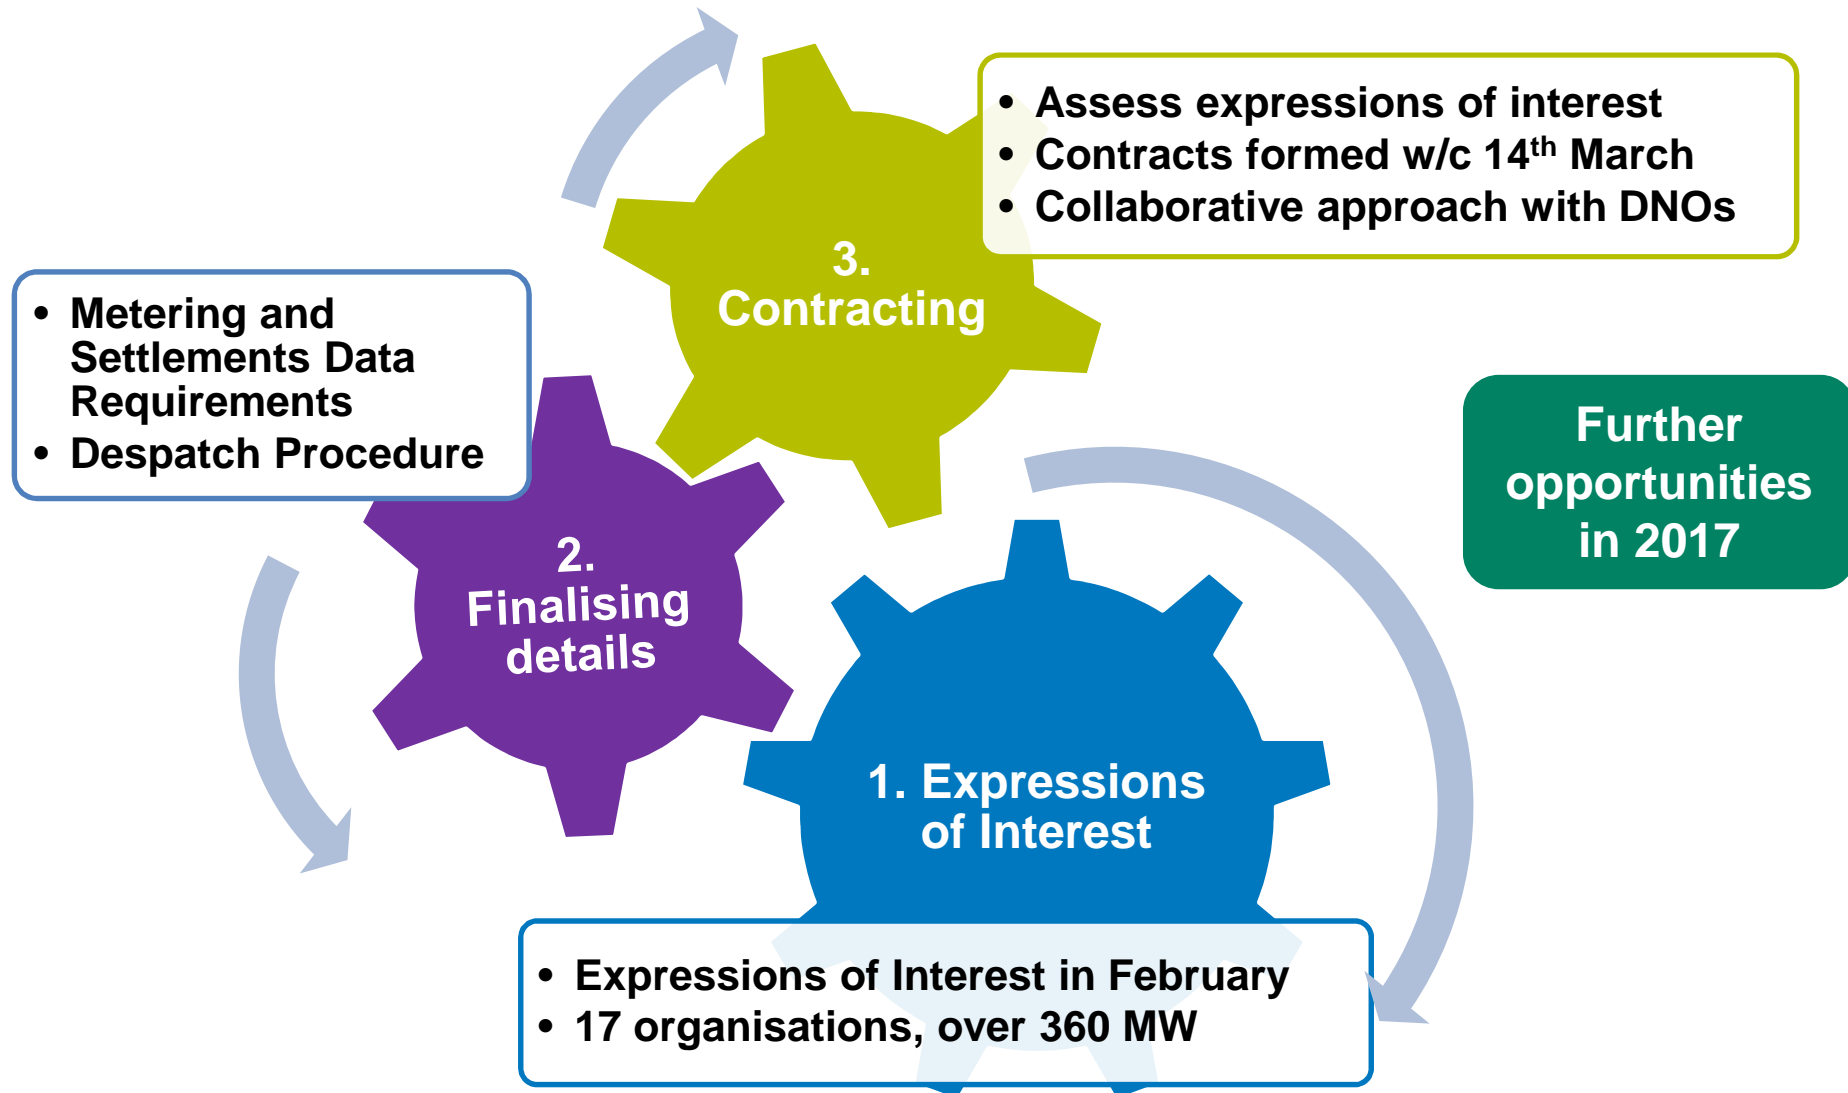 • Assess expressions of interest
• Contracts formed w/c 14th March
• Collaborative approach with DNOs
3.
Contracting
• Metering and
Settlements Data
Requirements
• Despatch Procedure
2.
Finalising
details
Further
opportunities
in 2017
1. Expressions
of Interest
• Expressions of Interest in February
• 17 organisations, over 360 MW